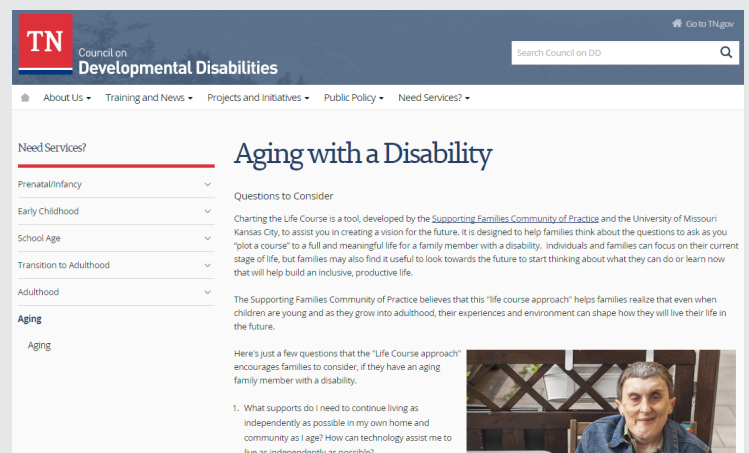 Go to TN.gov
TN
Council on
Developmental Disabilities
Search Council on DD
About Us
Training and News
Projects and Initiatives
Public Policy
Need Services?
Need Services?
Prenatal/Infancy
Early Childhood
School Age
Transition to Adulthood
Adulthood
Aging
Aging
Aging with a Disability
Questions to Consider
Charting the Life Course is a tool, developed by the Supporting Families Community of Practice and the University of Missouri
Kansas City, to assist you in creating a vision for the future. It is designed to help families think about the questions to ask as you
"plot a course" to a full and meaningful life for a family member with a disability. Individuals and families can focus on their current
stage of life, but families may also find it useful to look towards the future to start thinking about what they can do or learn now
that will help build an inclusive, productive life.
The Supporting Families Community of Practice believes that this "life course approach" helps families realize that even when
children are young and as they grow into adulthood, their experiences and environment can shape how they will live their life in
the future.
Here's just a few questions that the "Life Course approach"
encourages families to consider, if they have an aging
family member with a disability.
1. What supports do I need to continue living as
independently as possible in my own home and
community as I age? How can technology assist me to
live as independently as possible?